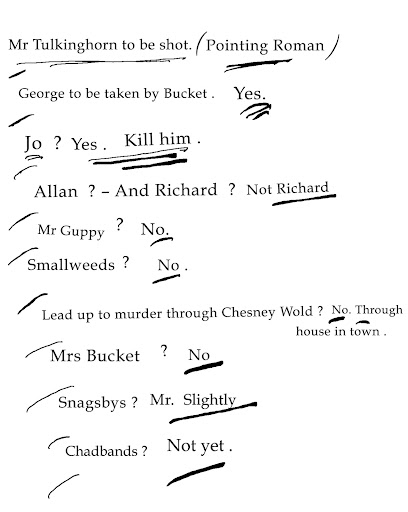 Mr Tulkinghorn to be shot. (Pointing Roman)
George to be taken by Bucket. Yes.
Jo ? Yes. Kill him.
Allan ? – And Richard ? Not Richard
Mr Guppy ? No.
Smallweeds ? No.
Lead up to murder through Chesney Wold ? No. Through
house in town.
Mrs Bucket ? No
Snagsbys ? Mr. Slightly
Chadbands ? Not yet.